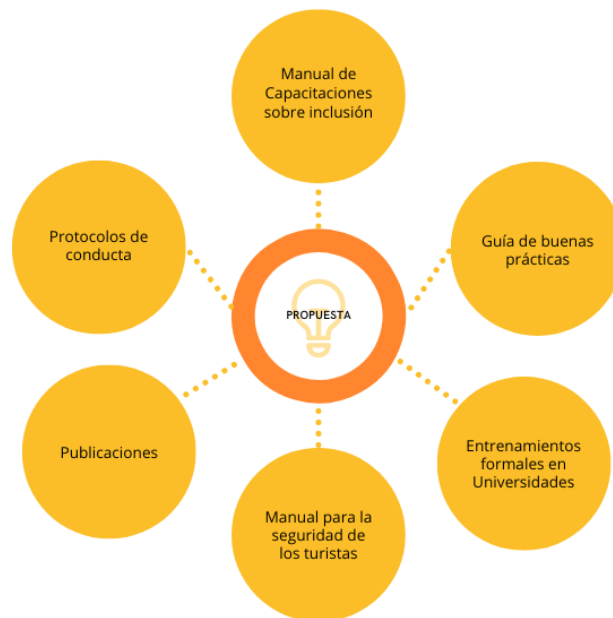 Manual de
Capacitaciones
sobre inclusión
Protocolos de
conducta
Guía de buenas
prácticas
PROPUESTA
Publicaciones
Entrenamientos
formales en
Universidades
Manual para la
seguridad de
los turistas